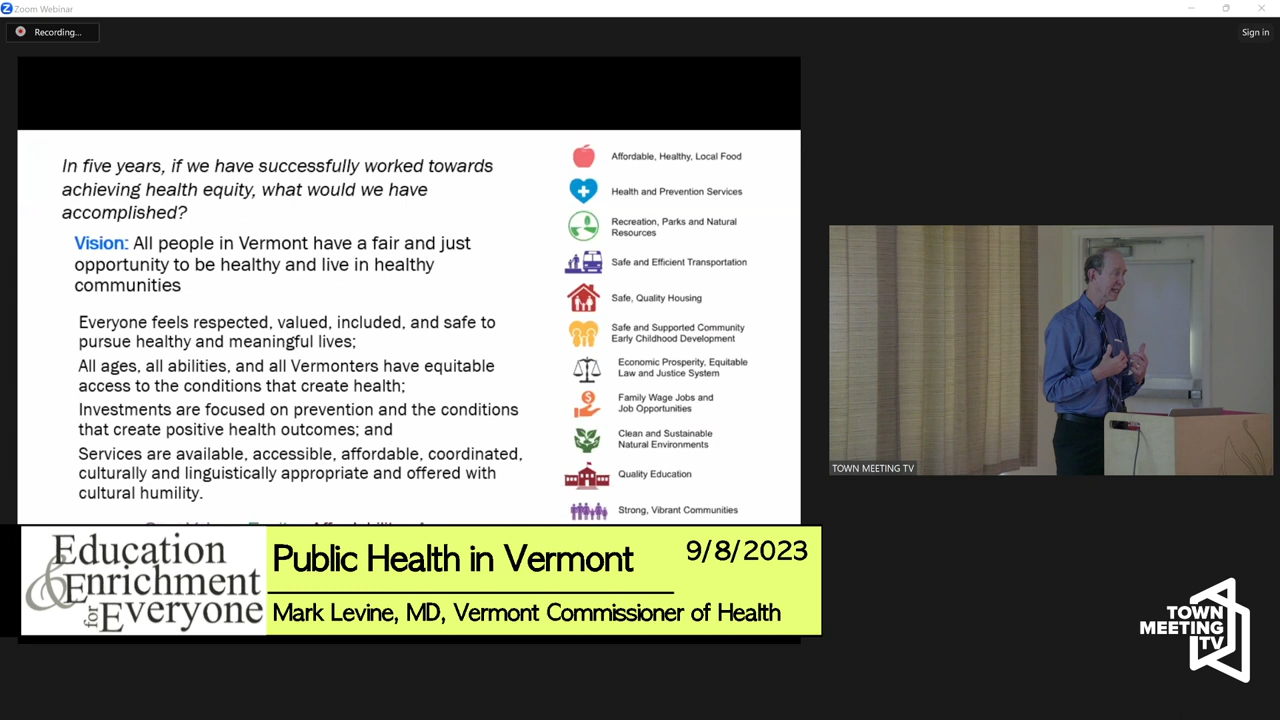 Zoom Webinar
Recording...
Sign in
In five years, if we have successfully worked towards
achieving health equity, what would we have
accomplished?
Vision: All people in Vermont have a fair and just
opportunity to be healthy and live in healthy
communities
Everyone feels respected, valued, included, and safe to
pursue healthy and meaningful lives;
All ages, all abilities, and all Vermonters have equitable
access to the conditions that create health;
Investments are focused on prevention and the conditions
that create positive health outcomes; and
Services are available, accessible, affordable, coordinated,
culturally and linguistically appropriate and offered with
cultural humility.
Affordable, Healthy, Local Food
Health and Prevention Services
Recreation, Parks and Natural
Resources
Safe and Efficient Transportation
Safe, Quality Housing
Safe and Supported Community
Early Childhood Development
Economic Prosperity, Equitable
Law and Justice System
Family Wage Jobs and
Job Opportunities
Clean and Sustainable
Natural Environments
Quality Education
Strong, Vibrant Communities
TOWN MEETING TV
Education
& Enrichment
for Everyone
Public Health in Vermont
9/8/2023
Mark Levine, MD, Vermont Commissioner of Health
TOWN
MEETING
TV